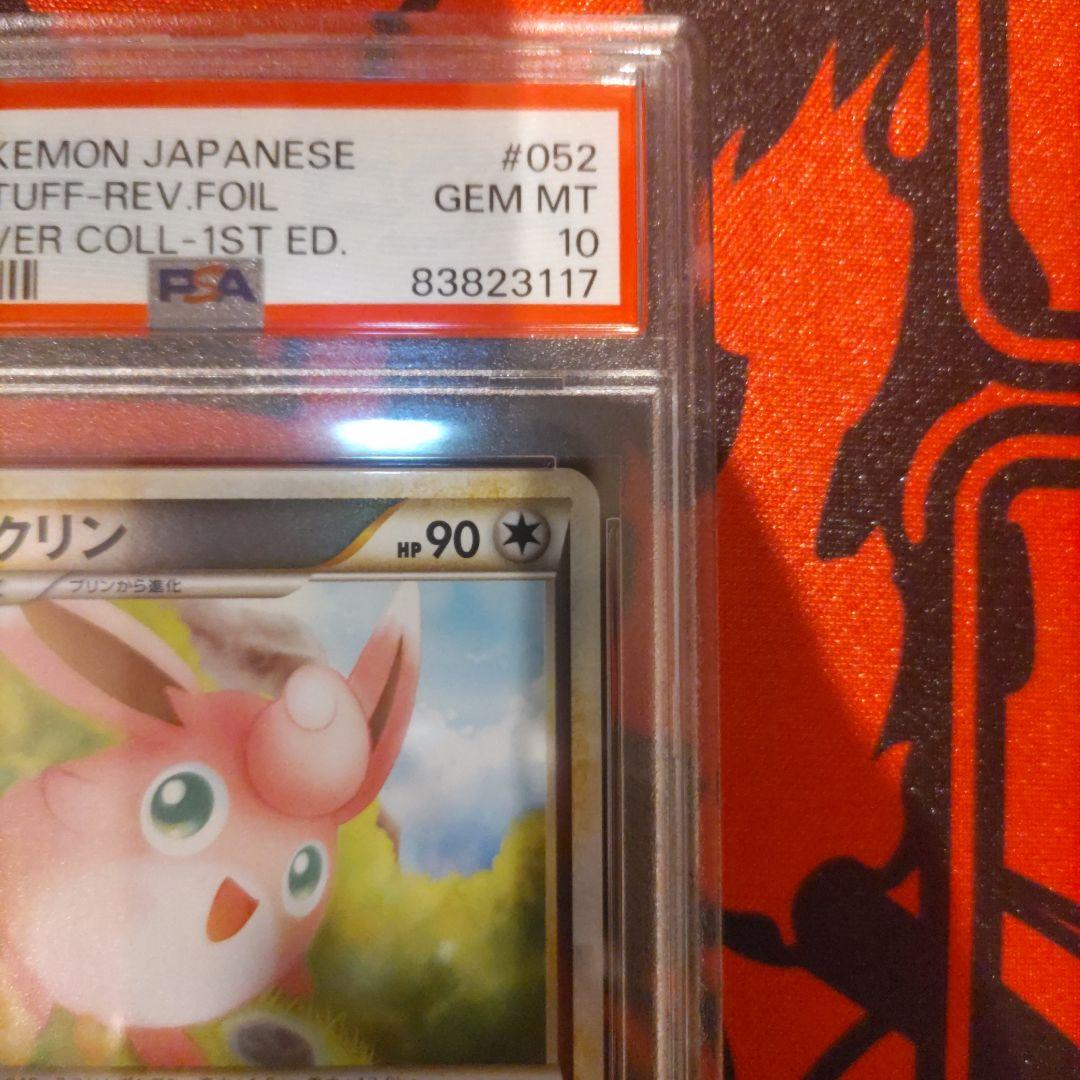 KEMON JAPANESE #052
TUFF-REV.FOIL GEM MT
VER COLL-1ST ED. 10
PSA 83823117
クリン HP 90
プリンから進化